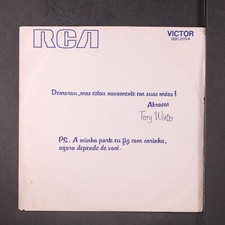 RCA
VICTOR
Demorou, mas estou novamente em suas mãos!
Abraços
Tony Wister
PS. A minha parte eu fiz com carinho,
agora depende de você.